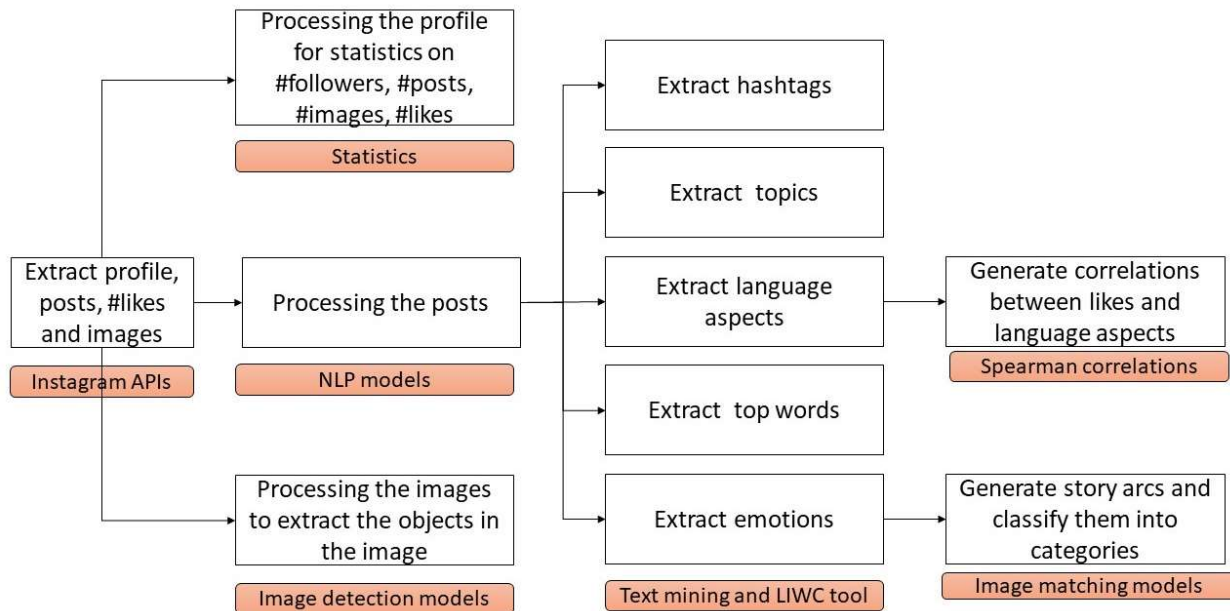 Processing the profile
for statistics on
#followers, #posts,
#images, #likes
Statistics
Extract profile,
posts, #likes
and images
Instagram APIs
Processing the posts
NLP models
Processing the images
to extract the objects in
the image
Image detection models
Extract hashtags
Extract topics
Extract language
aspects
Extract top words
Extract emotions
Text mining and LIWC tool
Generate correlations
between likes and
language aspects
Spearman correlations
Generate story arcs and
classify them into
categories
Image matching models